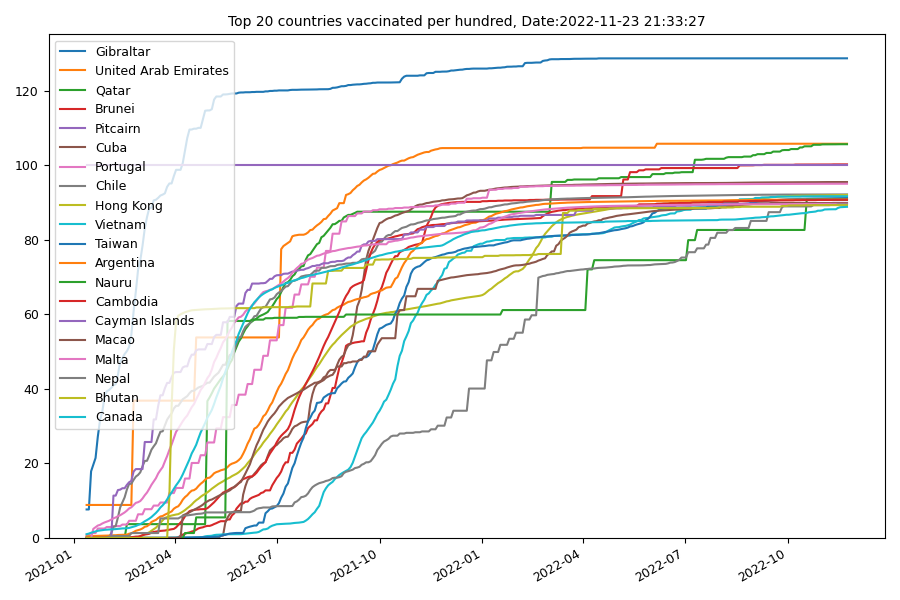 Top 20 countries vaccinated per hundred, Date:2022-11-23 21:33:27
Gibraltar
United Arab Emirates
Qatar
Brunei
Pitcairn
Cuba
Portugal
Chile
Hong Kong
Vietnam
Taiwan
Argentina
Nauru
Cambodia
Cayman Islands
Macao
Malta
Nepal
Bhutan
Canada
120
100
80
60
40
20
0
2021-01
2021-04
2021-07
2021-10
2022-01
2022-04
2022-07
2022-10